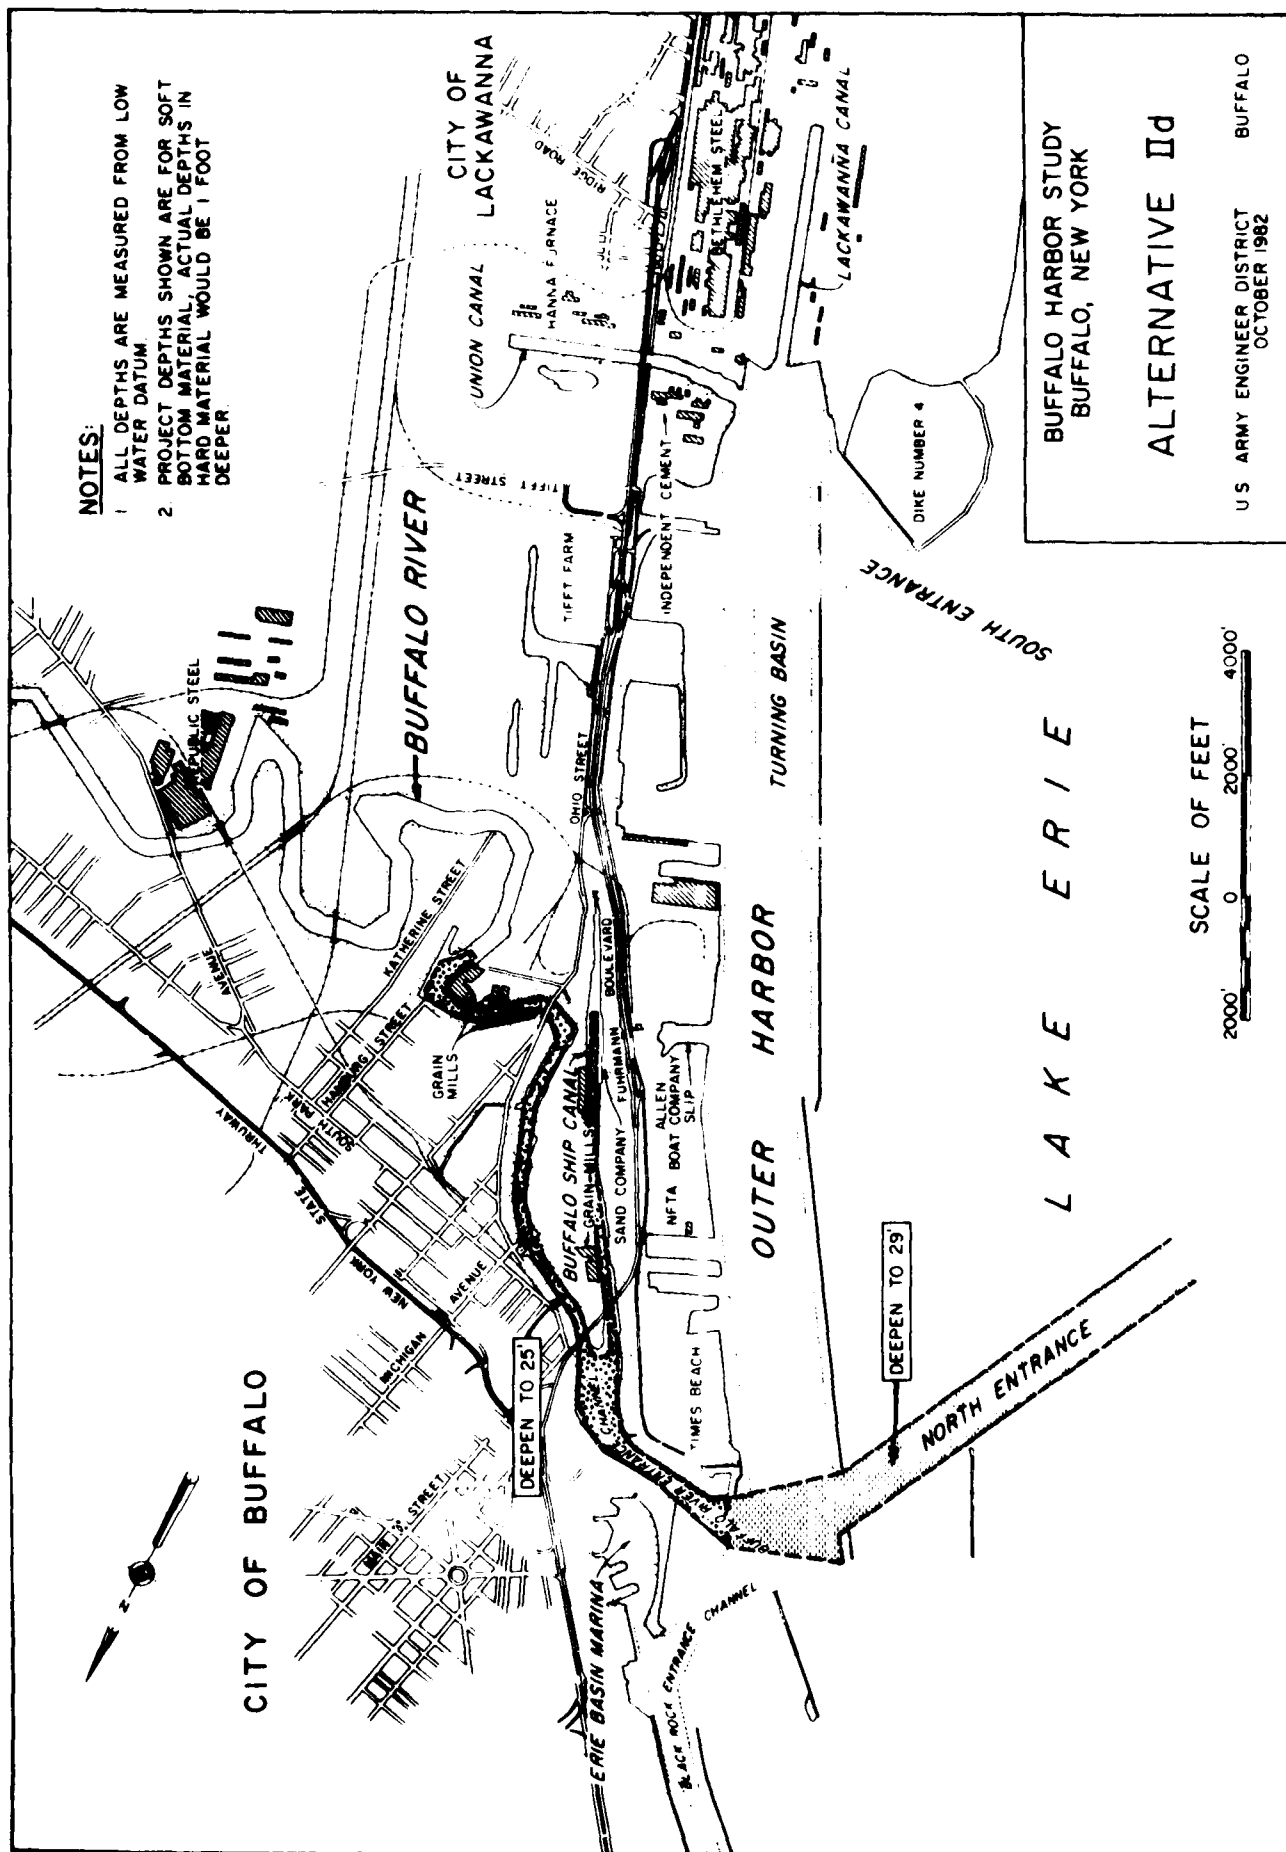 NOTES:
1 ALL DEPTHS ARE MEASURED FROM LOW
WATER DATUM.
2. PROJECT DEPTHS SHOWN ARE FOR SOFT
BOTTOM MATERIAL, ACTUAL DEPTHS IN
HARD MATERIAL WOULD BE 1 FOOT
DEEPER.
CITY OF
LACKAWANNA
RIDGE ROAD
UNION CANAL
HANNA FURNACE
BETHLEHEM STEEL
LACKAWANNA CANAL
TIFFT STREET
BUFFALO RIVER
TIFFT FARM
INDEPENDENT CEMENT
DIKE NUMBER 4
SOUTH ENTRANCE
REPUBLIC STEEL
OHIO STREET
TURNING BASIN
KATHERINE STREET
AVENUE
SOUTH PARK
HAMBURG STREET
GRAIN
MILLS
BUFFALO SHIP CANAL
GRAIN MILLS
SAND COMPANY
FUHRMANN
BOULEVARD
ALLEN
BOAT COMPANY
SLIP
NFTA
OUTER HARBOR
LAKE ERIE
NEW YORK
STATE
THRUWAY
MICHIGAN
AVENUE
DEEPEN TO 25'
CITY OF BUFFALO
N
MAIN STREET
TIMES BEACH
BUFFALO RIVER ENTRANCE
CHANNEL
DEEPEN TO 29'
NORTH ENTRANCE
ERIE BASIN MARINA
BLACK ROCK ENTRANCE CHANNEL
SCALE OF FEET
2000' 0 2000' 4000'
BUFFALO HARBOR STUDY
BUFFALO, NEW YORK
ALTERNATIVE IId
US ARMY ENGINEER DISTRICT BUFFALO
OCTOBER 1982